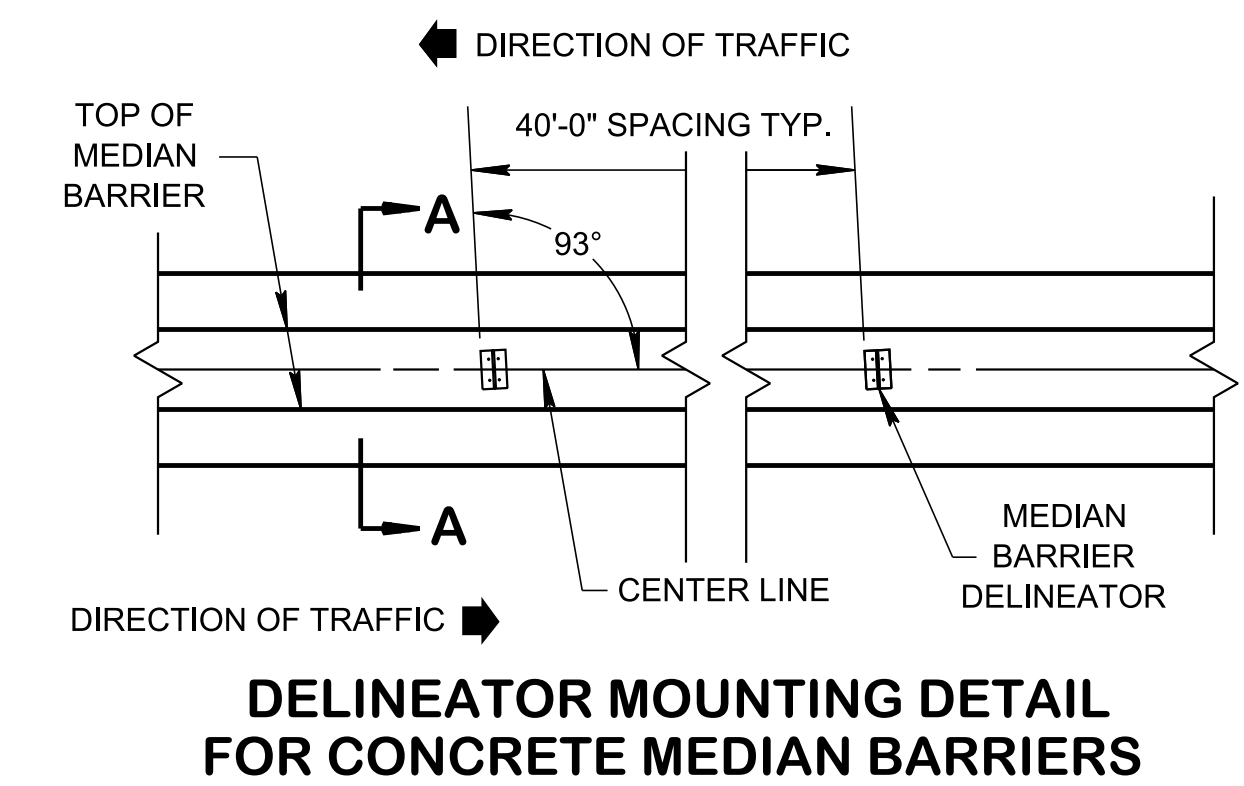 DIRECTION OF TRAFFIC
TOP OF
MEDIAN
BARRIER
40'-0" SPACING TYP.
A
93°
A
CENTER LINE
MEDIAN
BARRIER
DELINEATOR
DIRECTION OF TRAFFIC
DELINEATOR MOUNTING DETAIL
FOR CONCRETE MEDIAN BARRIERS